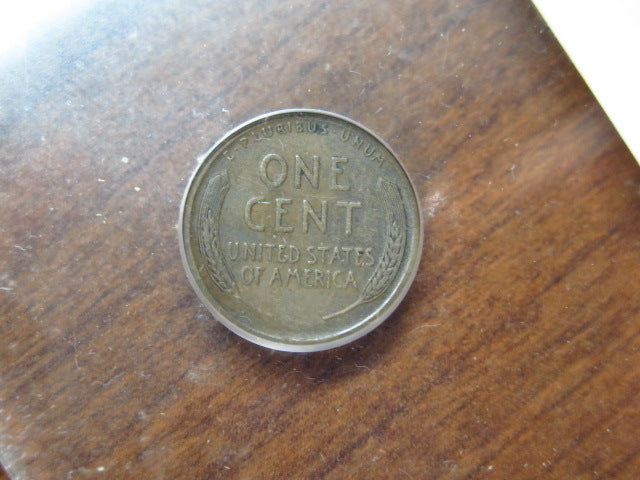 E·PLURIBUS·UNUM
ONE
CENT
UNITED STATES
OF AMERICA